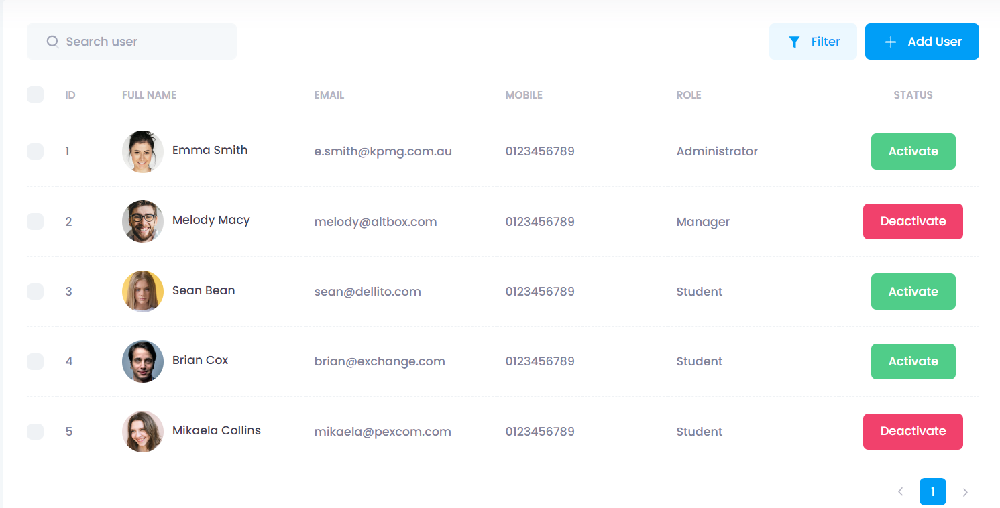 Search user
Filter
Add User
ID FULL NAME EMAIL MOBILE ROLE STATUS
1 Emma Smith e.smith@kpmg.com.au 0123456789 Administrator Activate
2 Melody Macy melody@altbox.com 0123456789 Manager Deactivate
3 Sean Bean sean@dellito.com 0123456789 Student Activate
4 Brian Cox brian@exchange.com 0123456789 Student Activate
5 Mikaela Collins mikaela@pexcom.com 0123456789 Student Deactivate
1